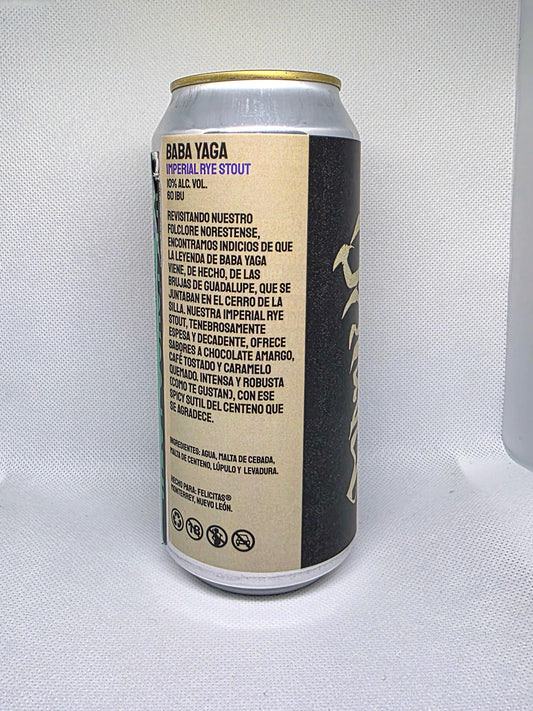 BABA YAGA
IMPERIAL RYE STOUT
10% ALC. VOL.
60 IBU
REVISITANDO NUESTRO
FOLCLORE NORESTENSE,
ENCONTRAMOS INDICIOS DE QUE
LA LEYENDA DE BABA YAGA
VIENE, DE HECHO, DE LAS
BRUJAS DE GUADALUPE, QUE SE
JUNTABAN EN EL CERRO DE LA
SILLA. NUESTRA IMPERIAL RYE
STOUT, TENEBROSAMENTE
ESPESA Y DECADENTE, OFRECE
SABORES A CHOCOLATE AMARGO,
CAFÉ TOSTADO Y CARAMELO
QUEMADO. INTENSA Y ROBUSTA
(COMO TE GUSTAN), CON ESE
SPICY SUTIL DEL CENTENO QUE
SE AGRADECE.
INGREDIENTES: AGUA, MALTA DE CEBADA,
MALTA DE CENTENO, LÚPULO Y LEVADURA.
HECHO PARA: FELICITAS®
MONTERREY, NUEVO LEÓN.
18